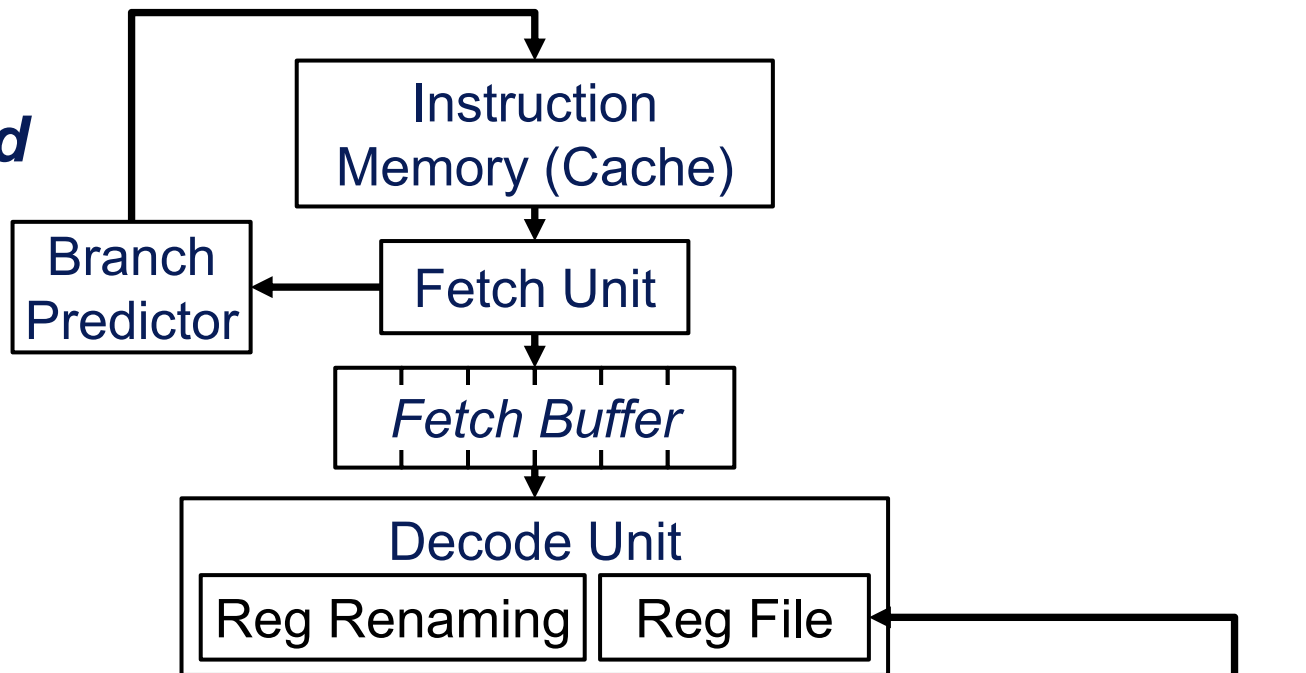 Instruction
Memory (Cache)
Branch
Predictor
Fetch Unit
Fetch Buffer
Decode Unit
Reg Renaming
Reg File